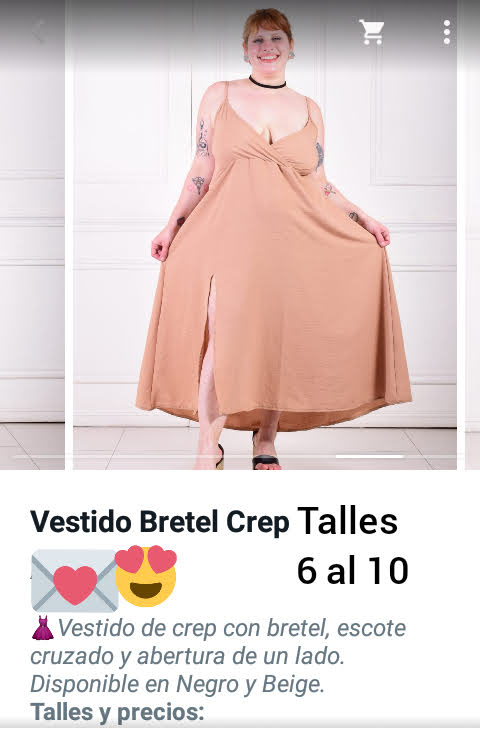 Vestido Bretel Crep Talles
6 al 10
Vestido de crep con bretel, escote
cruzado y abertura de un lado.
Disponible en Negro y Beige.
Talles y precios: